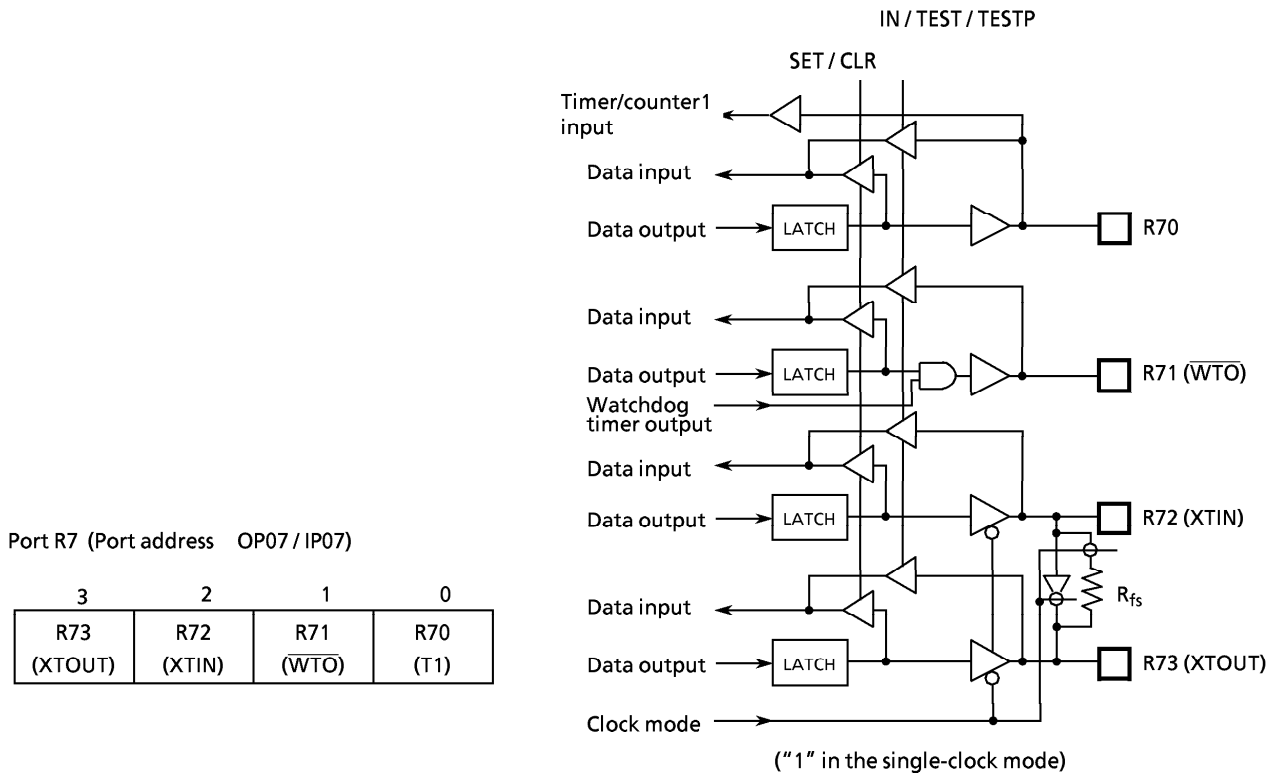 IN / TEST / TESTP
SET / CLR
Timer/counter1
input
Data input
Data output
LATCH
R70
Data input
Data output
LATCH
R71 (W̅T̅O̅)
Watchdog
timer output
Data input
Data output
LATCH
R72 (XTIN)
Rfs
Data input
Data output
LATCH
R73 (XTOUT)
Clock mode
("1" in the single-clock mode)
Port R7 (Port address OP07 / IP07)
3 2 1 0
R73 R72 R71 R70
(XTOUT) (XTIN) (W̅T̅O̅) (T1)